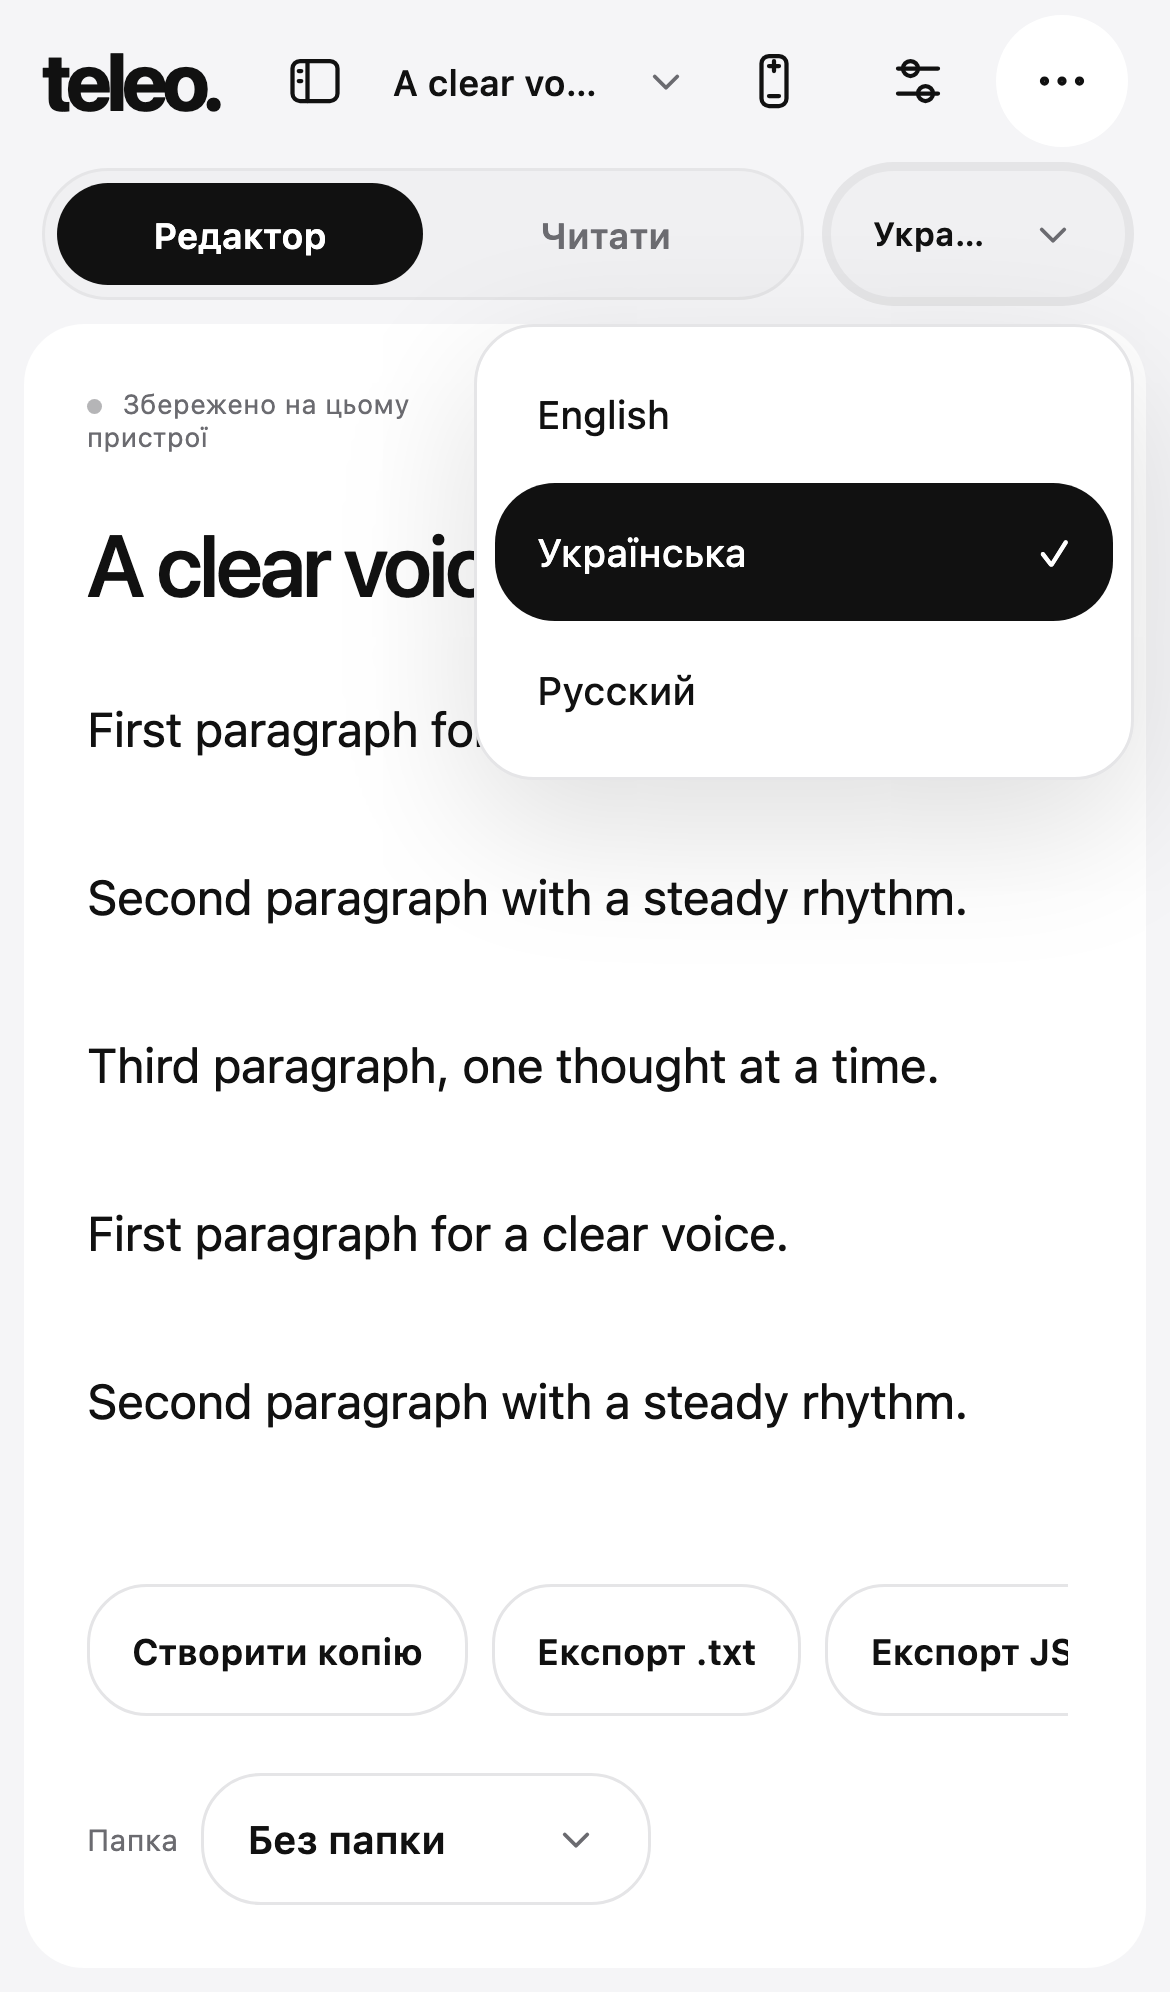 teleo.
A clear vo...
Редактор
Читати
Укра...
English
Українська
Русский
Збережено на цьому
пристрої
A clear voic
First paragraph for
Second paragraph with a steady rhythm.
Third paragraph, one thought at a time.
First paragraph for a clear voice.
Second paragraph with a steady rhythm.
Створити копію
Експорт .txt
Експорт JS
Папка
Без папки